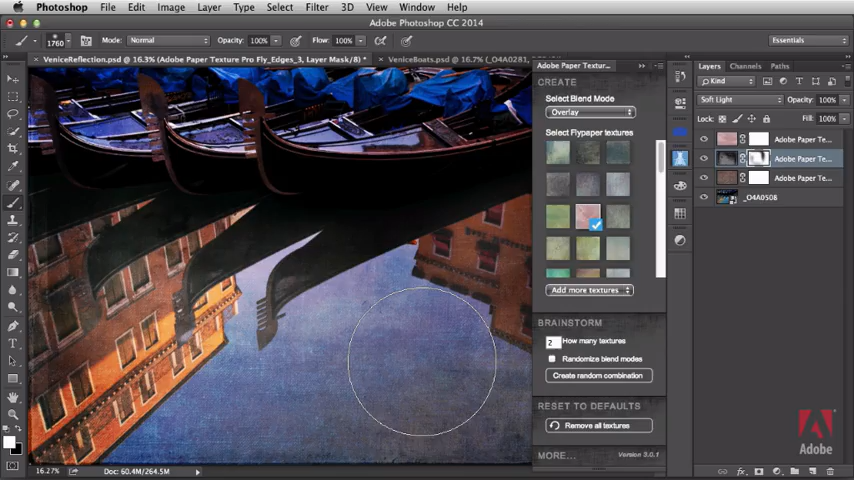 Photoshop File Edit Image Layer Type Select Filter 3D View Window Help
Adobe Photoshop CC 2014
1760 Mode: Normal Opacity: 100% Flow: 100% Essentials
VeniceReflection.psd @ 16.3% (Adobe Paper Texture Pro Fly_Edges_3, Layer Mask/8) *
VeniceBoats.psd @ 16.7% (_O4A0281,
Adobe Paper Textur...
CREATE
Select Blend Mode
Overlay
Select Flypaper textures
Add more textures
BRAINSTORM
2 How many textures
Randomize blend modes
Create random combination
RESET TO DEFAULTS
Remove all textures
MORE... Version 3.0.1
Layers Channels Paths
Kind
Soft Light Opacity: 100%
Lock: Fill: 100%
Adobe Paper Te...
Adobe Paper Te...
Adobe Paper Te...
_O4A0508
Adobe
16.27% Doc: 60.4M/264.5M